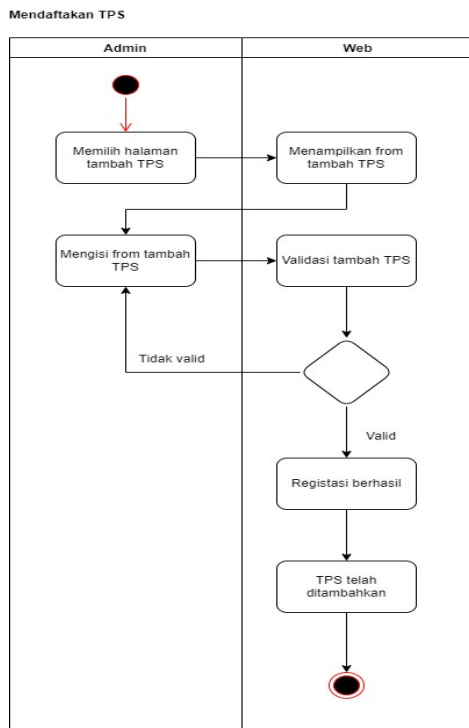 Mendaftakan TPS
Admin
Web
Memilih halaman
tambah TPS
Menampilkan from
tambah TPS
Mengisi from tambah
TPS
Validasi tambah TPS
Tidak valid
Valid
Registasi berhasil
TPS telah
ditambahkan